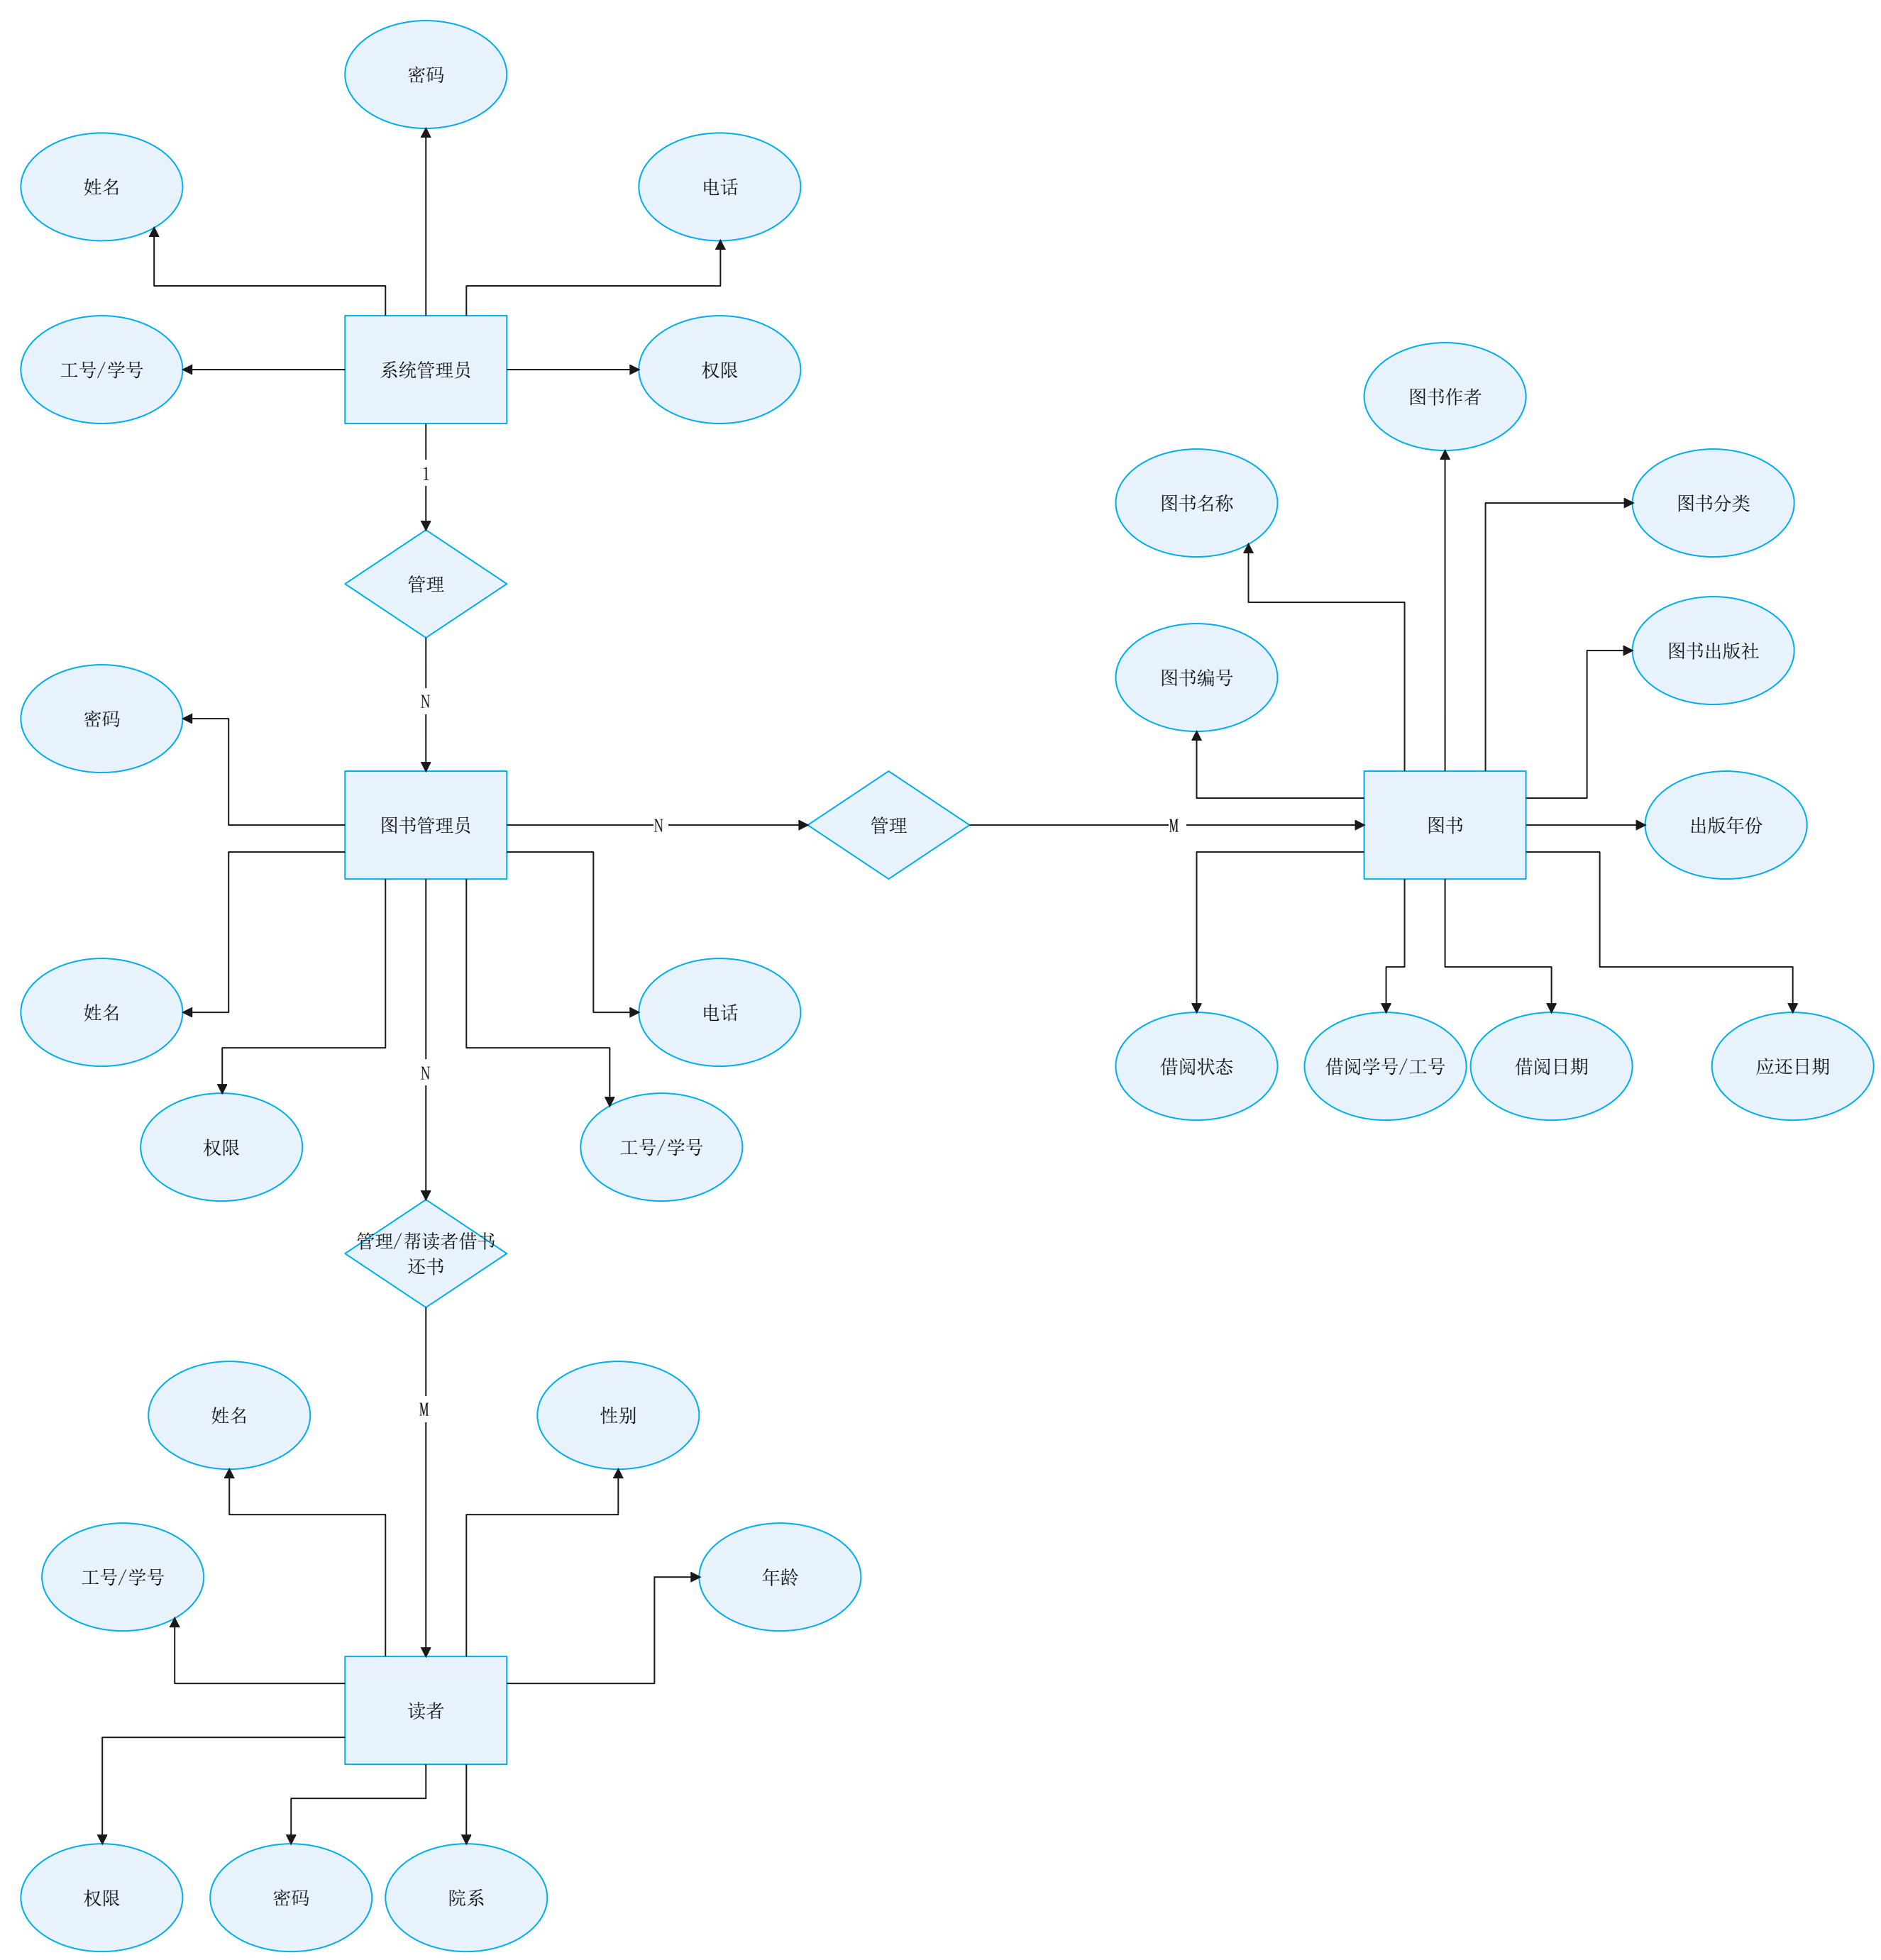 密码
姓名
电话
工号/学号
系统管理员
权限
图书作者
1
图书名称
图书分类
管理
图书出版社
图书编号
N
密码
图书管理员
N
管理
M
图书
出版年份
姓名
电话
借阅状态
借阅学号/工号
借阅日期
应还日期
N
权限
工号/学号
管理/帮读者借书
还书
M
姓名
性别
工号/学号
年龄
读者
权限
密码
院系